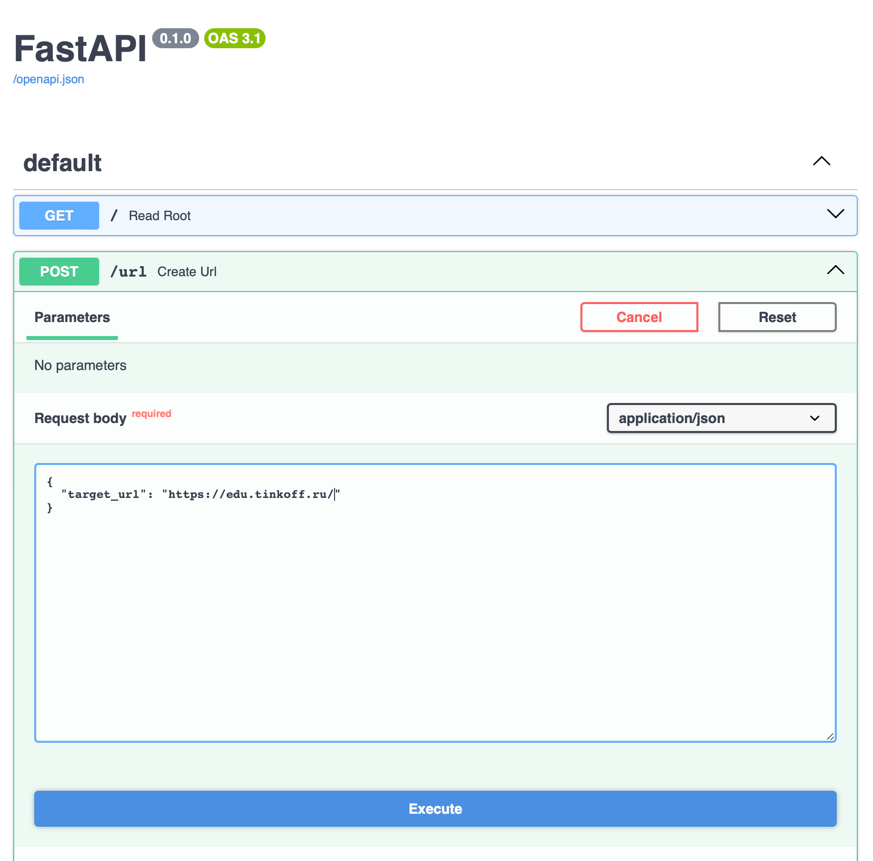 FastAPI 0.1.0 OAS 3.1
/openapi.json
default
GET / Read Root
POST /url Create Url
Parameters Cancel Reset
No parameters
Request body required application/json
{
"target_url": "https://edu.tinkoff.ru/"
}
Execute